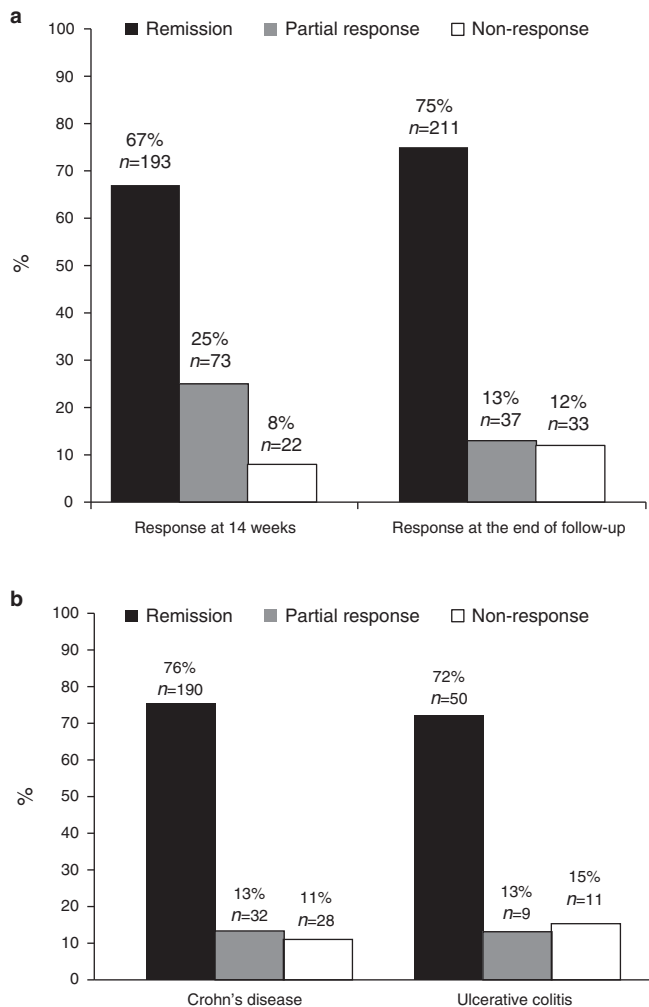 a
100
Remission Partial response Non-response
90
80
75%
n=211
70
67%
n=193
60
50
%
40
30
25%
n=73
20
13%
n=37
12%
n=33
10
8%
n=22
0
Response at 14 weeks Response at the end of follow-up
b
100
Remission Partial response Non-response
90
80
76%
n=190
72%
n=50
70
60
50
%
40
30
20
13%
n=32
11%
n=28
13%
n=9
15%
n=11
10
0
Crohn's disease Ulcerative colitis